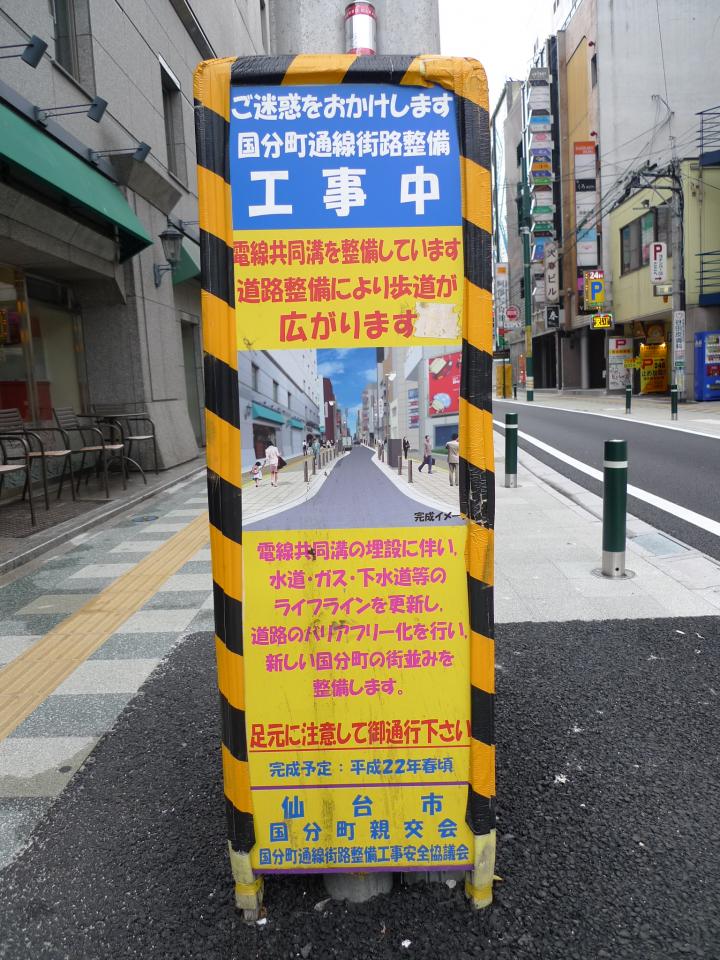 ご迷惑をおかけします
国分町通線街路整備
工事中
電線共同溝を整備しています
道路整備により歩道が
広がります
完成イメージ
電線共同溝の埋設に伴い、
水道・ガス・下水道等の
ライフラインを更新し、
道路のバリアフリー化を行い、
新しい国分町の街並みを
整備します。
足元に注意して御通行下さい
完成予定：平成22年春頃
仙台市
国分町親交会
国分町通線街路整備工事安全協議会
24h
P
P
P
P